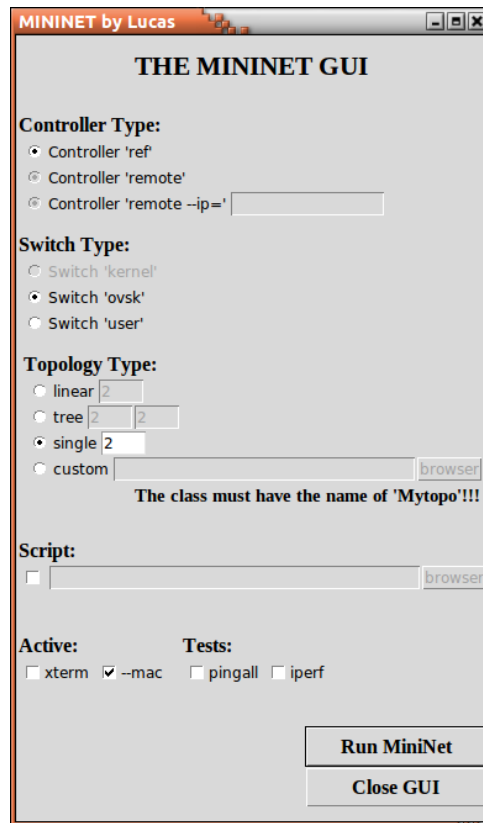 MININET by Lucas
THE MININET GUI
Controller Type:
Controller 'ref'
Controller 'remote'
Controller 'remote --ip='
Switch Type:
Switch 'kernel'
Switch 'ovsk'
Switch 'user'
Topology Type:
linear 2
tree 2 2
single 2
custom browser
The class must have the name of 'Mytopo'!!!
Script:
browser
Active: Tests:
xterm --mac pingall iperf
Run MiniNet
Close GUI